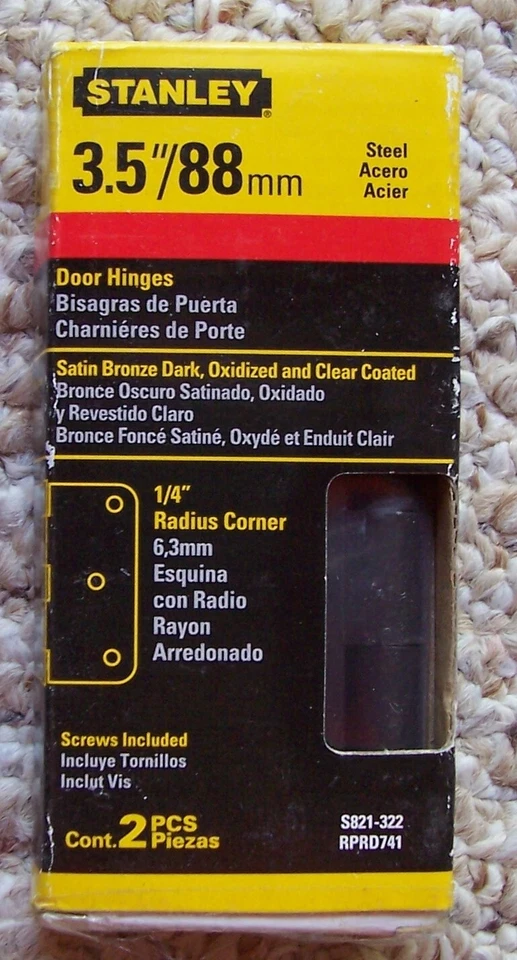 STANLEY®
3.5"/88mm
Steel
Acero
Acier
Door Hinges
Bisagras de Puerta
Charniéres de Porte
Satin Bronze Dark, Oxidized and Clear Coated
Bronce Oscuro Satinado, Oxidado
y Revestido Claro
Bronce Foncé Satiné, Oxydé et Enduit Clair
1/4"
Radius Corner
6,3mm
Esquina
con Radio
Rayon
Arredonado
Screws Included
Incluye Tornillos
Inclut Vis
Cont. 2 PCS
Piezas
S821-322
RPRD741